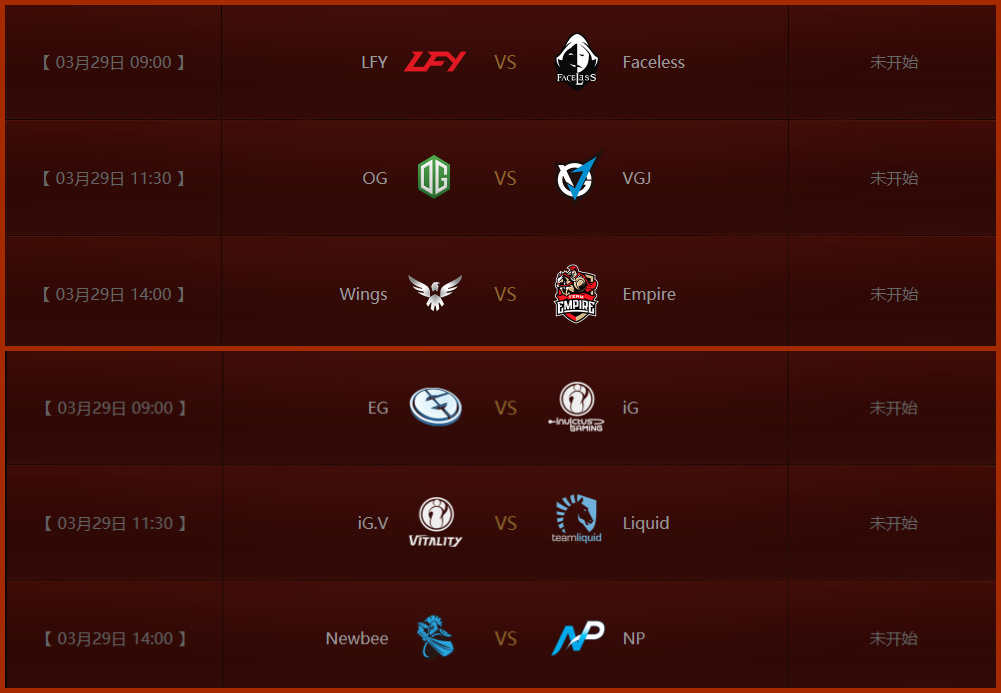 【 03月29日 09:00 】 LFY LFY VS FACELESS Faceless 未开始
【 03月29日 11:30 】 OG OG VS VGJ 未开始
【 03月29日 14:00 】 Wings VS TEAM EMPIRE Empire 未开始
【 03月29日 09:00 】 EG VS INVICTUS GAMING iG 未开始
【 03月29日 11:30 】 iG.V VITALITY VS teamliquid Liquid 未开始
【 03月29日 14:00 】 Newbee VS NP NP 未开始